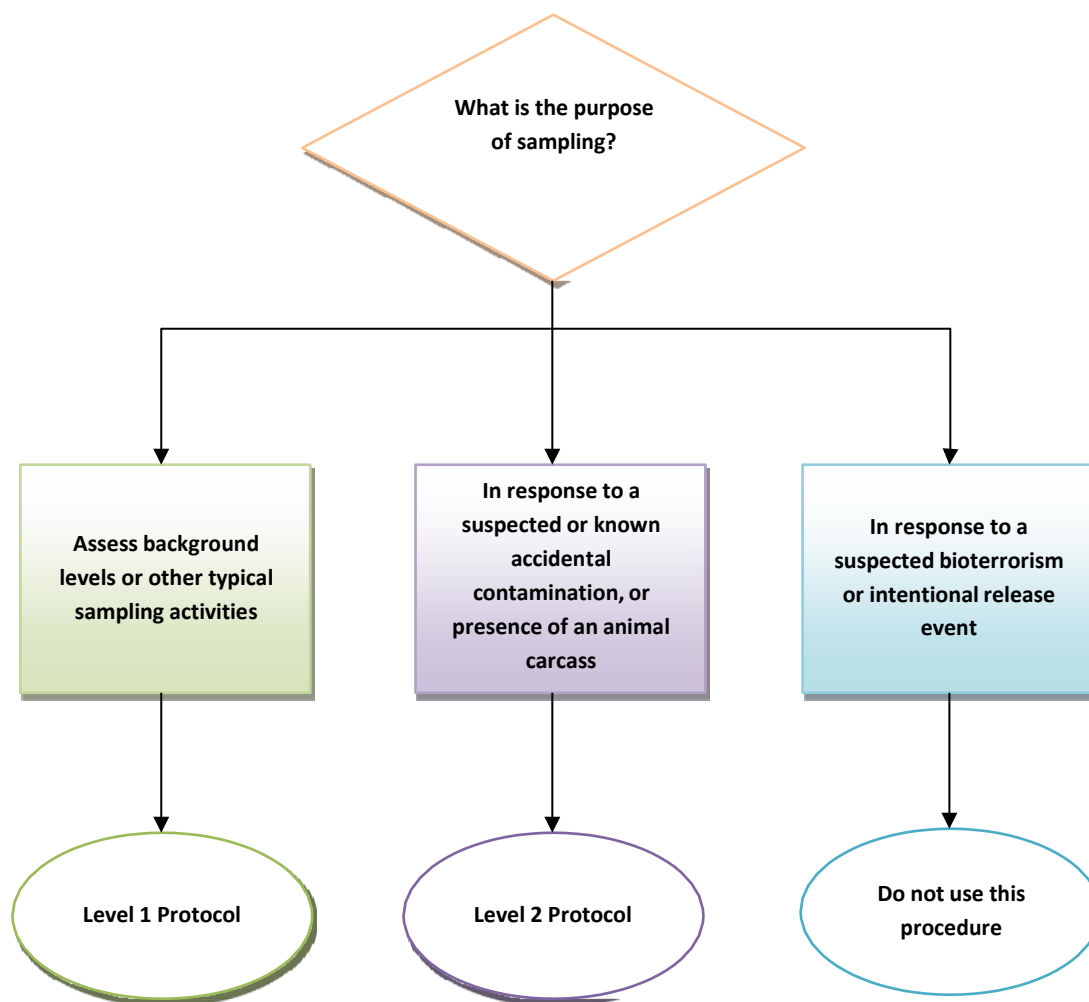 What is the purpose
of sampling?
Assess background
levels or other typical
sampling activities
In response to a
suspected or known
accidental
contamination, or
presence of an animal
carcass
In response to a
suspected bioterrorism
or intentional release
event
Level 1 Protocol
Level 2 Protocol
Do not use this
procedure